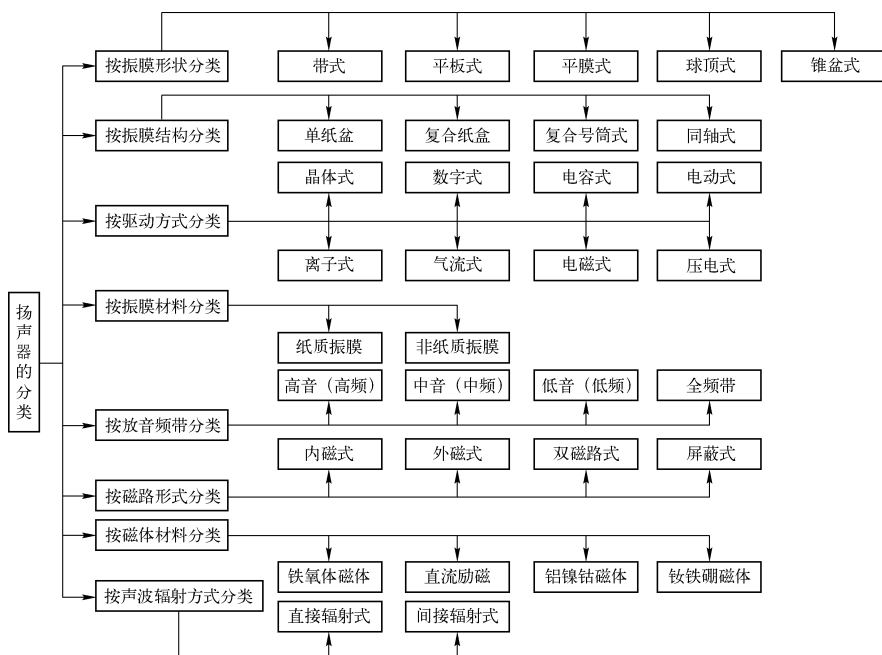 扬声器的分类
按振膜形状分类
带式
平板式
平膜式
球顶式
锥盆式
按振膜结构分类
单纸盆
复合纸盒
复合号筒式
同轴式
晶体式
数字式
电容式
电动式
按驱动方式分类
离子式
气流式
电磁式
压电式
按振膜材料分类
纸质振膜
非纸质振膜
高音（高频）
中音（中频）
低音（低频）
全频带
按放音频带分类
内磁式
外磁式
双磁路式
屏蔽式
按磁路形式分类
按磁体材料分类
铁氧体磁体
直流励磁
铝镍钴磁体
钕铁硼磁体
按声波辐射方式分类
直接辐射式
间接辐射式